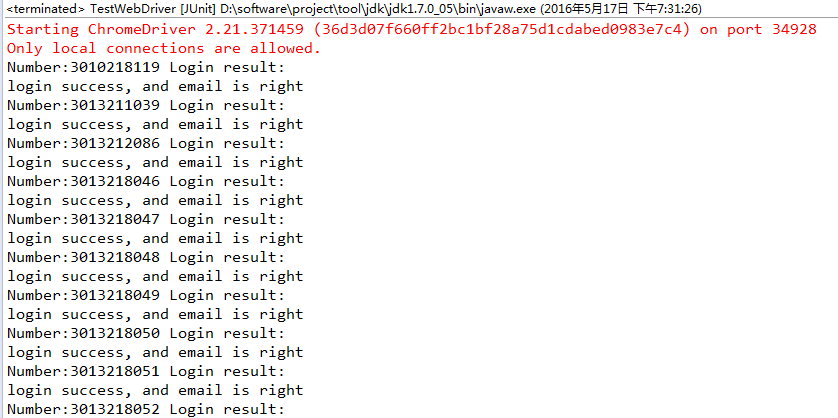 <terminated> TestWebDriver [JUnit] D:\software\project\tool\jdk\jdk1.7.0_05\bin\javaw.exe (2016年5月17日 下午7:31:26)
Starting ChromeDriver 2.21.371459 (36d3d07f660ff2bc1bf28a75d1cdabed0983e7c4) on port 34928
Only local connections are allowed.
Number:3010218119 Login result:
login success, and email is right
Number:3013211039 Login result:
login success, and email is right
Number:3013212086 Login result:
login success, and email is right
Number:3013218046 Login result:
login success, and email is right
Number:3013218047 Login result:
login success, and email is right
Number:3013218048 Login result:
login success, and email is right
Number:3013218049 Login result:
login success, and email is right
Number:3013218050 Login result:
login success, and email is right
Number:3013218051 Login result:
login success, and email is right
Number:3013218052 Login result: